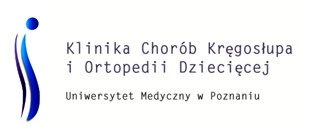 Klinika Chorób Kręgosłupa
i Ortopedii Dziecięcej
Uniwersytet Medyczny w Poznaniu